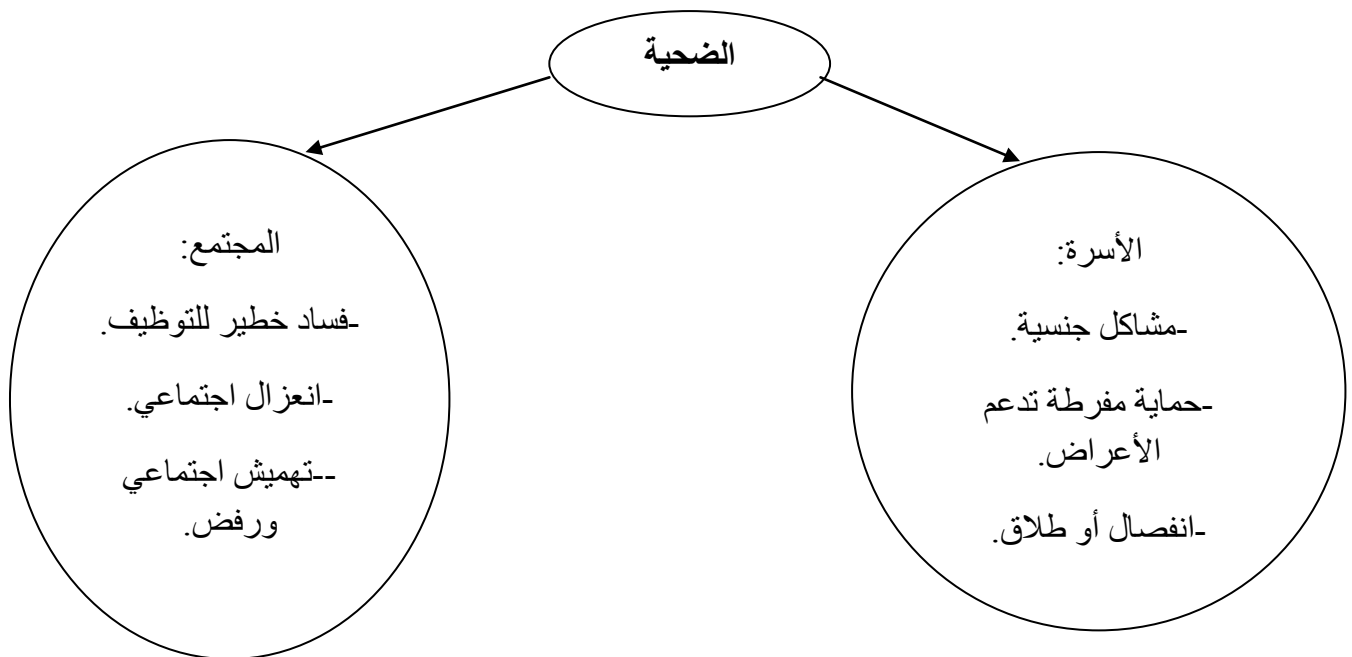 الضحية
الأسرة:
-مشاكل جنسية.
-حماية مفرطة تدعم
الأعراض.
-انفصال أو طلاق.
المجتمع:
-فساد خطير للتوظيف.
-انعزال اجتماعي.
--تهميش اجتماعي
ورفض.